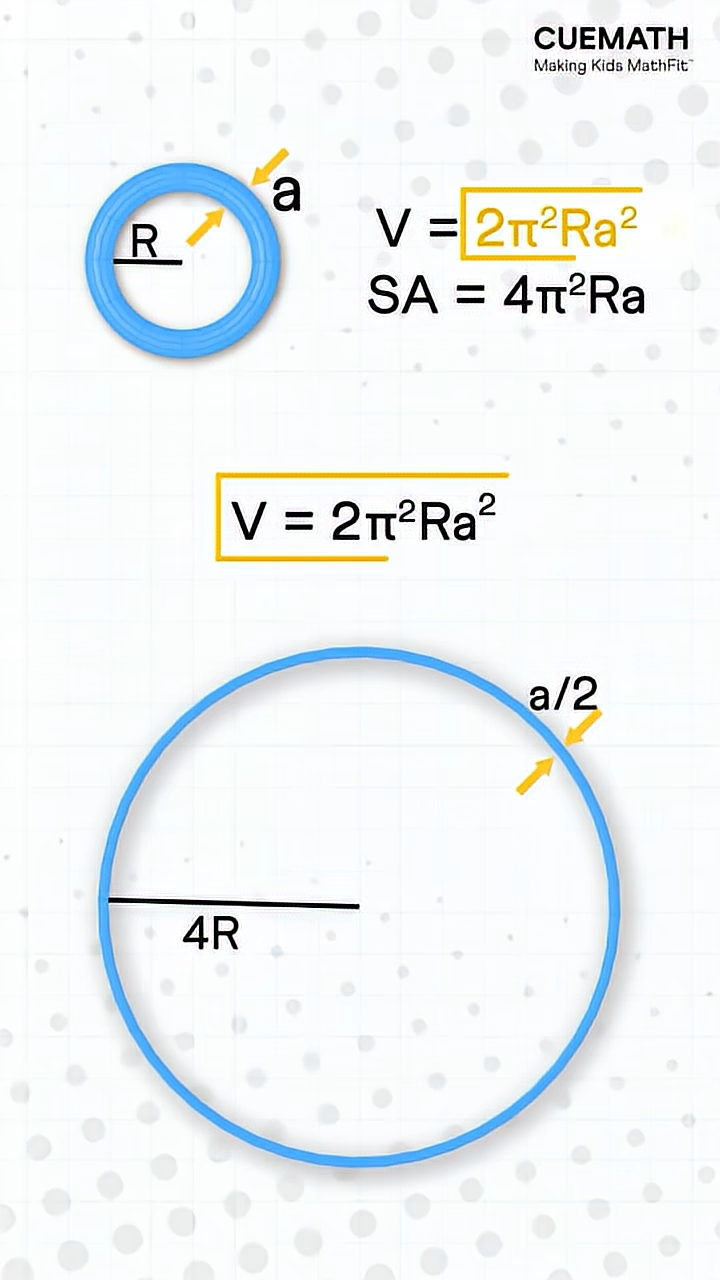 CUEMATH
Making Kids MathFit™
a
R
V = 2π²Ra²
SA = 4π²Ra
V = 2π²Ra²
a/2
4R